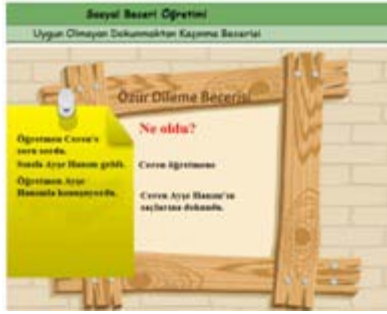 Sosyal Beceri Öğretimi
Uygun Olmayan Dokunmaktan Kaçınma Becerisi
Özür Dileme Becerisi
Ne oldu?
Öğretmen Ceren'e
soru sordu.
Sınıfa Ayşe Hanım geldi.
Öğretmen Ayşe
Hanımla konuşuyordu.
Ceren öğretmene
Ceren Ayşe Hanım'ın
saçlarına dokundu.